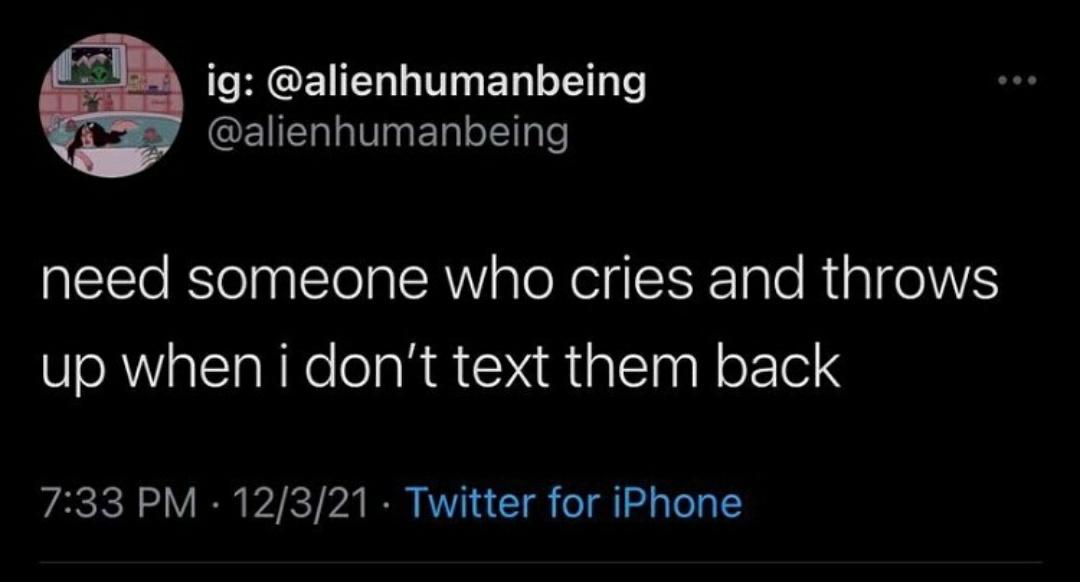 ig: @alienhumanbeing
@alienhumanbeing
need someone who cries and throws
up when i don't text them back
7:33 PM · 12/3/21 · Twitter for iPhone